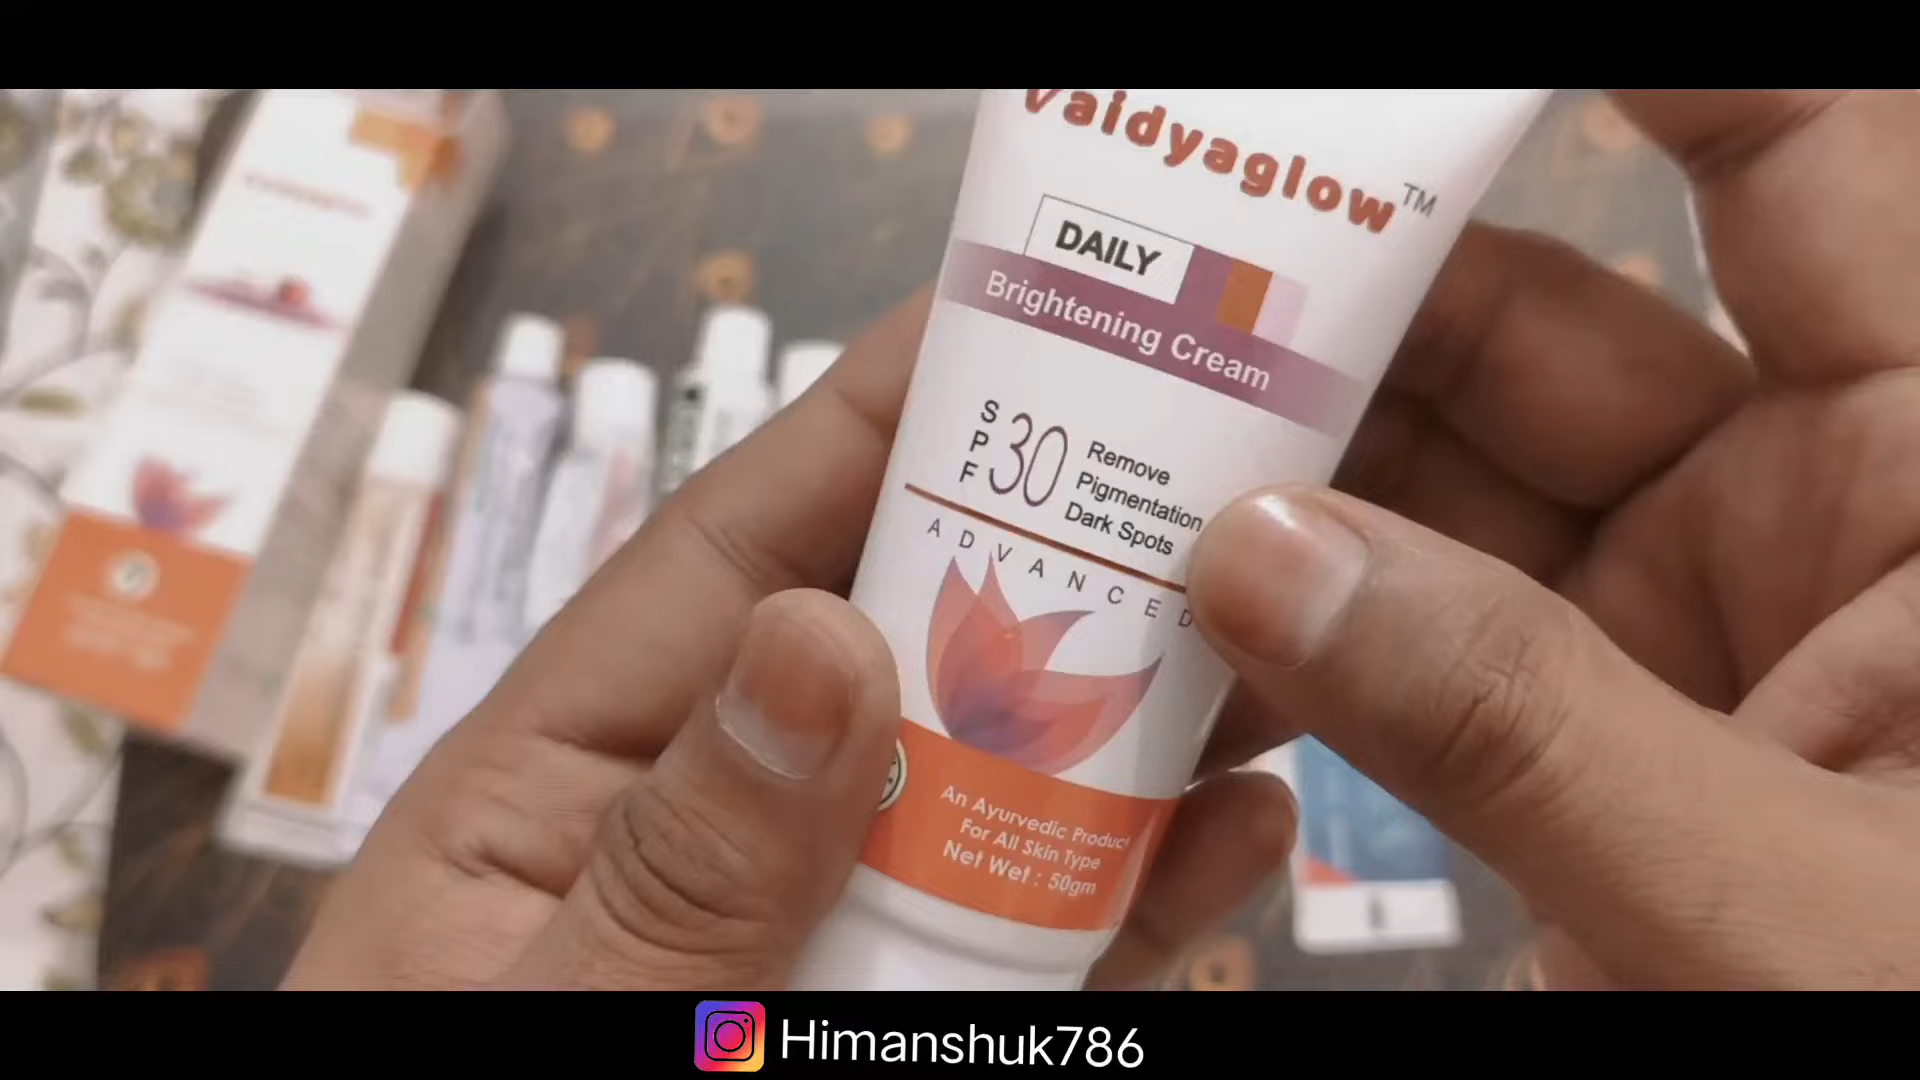 Vaidyaglow™
DAILY
Brightening Cream
SPF
30
Remove
Pigmentation
Dark Spots
ADVANCED
An Ayurvedic Product
For All Skin Type
Net Wet : 50gm
Himanshuk786